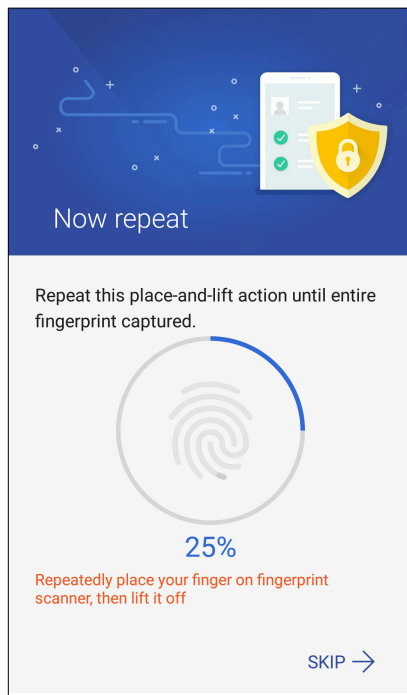 Now repeat
Repeat this place-and-lift action until entire
fingerprint captured.
25%
Repeatedly place your finger on fingerprint
scanner, then lift it off
SKIP